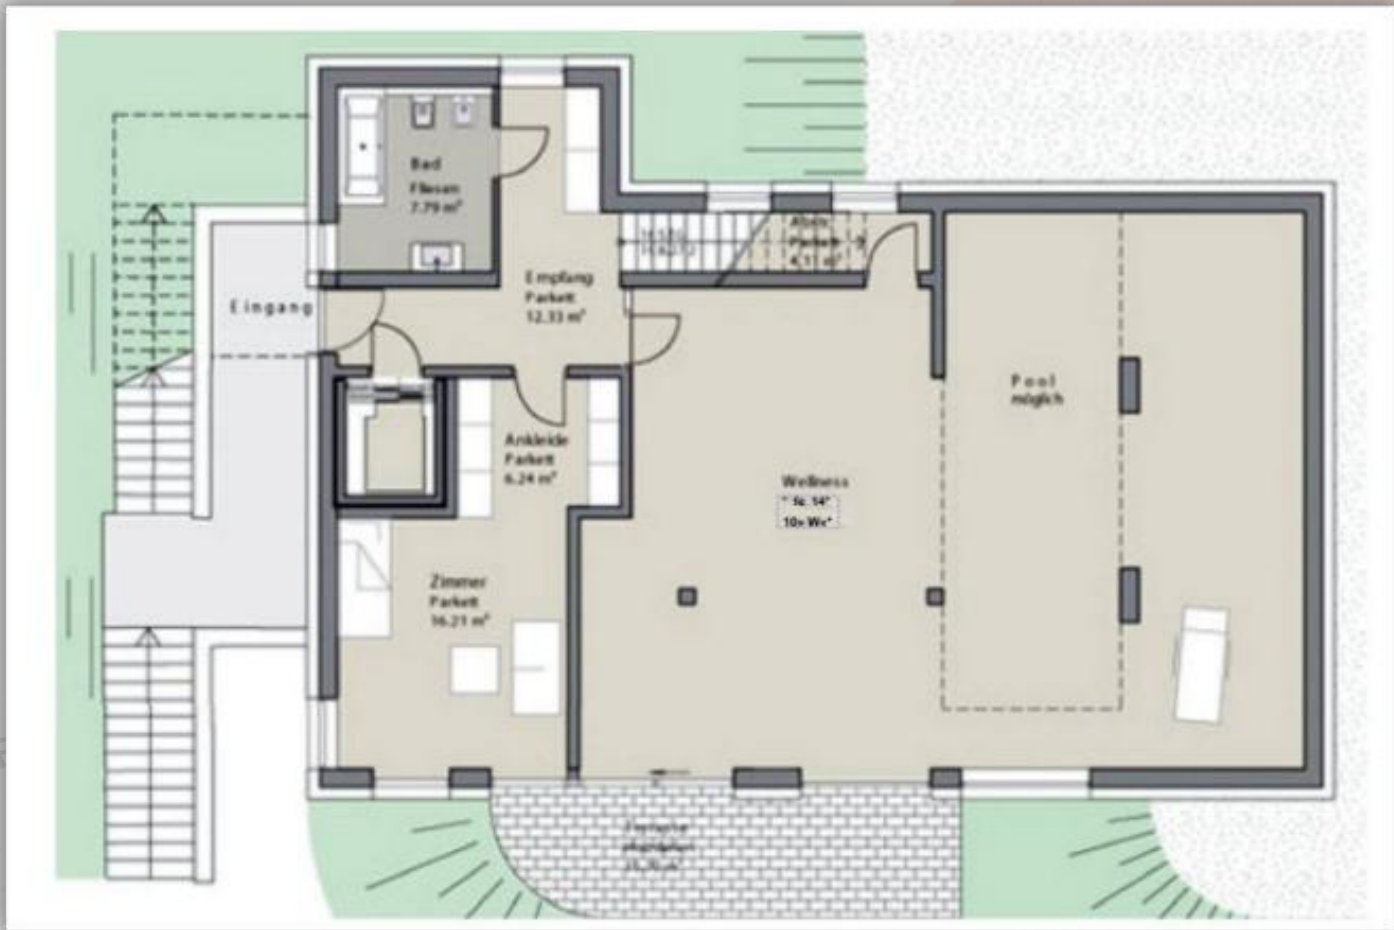 Bad
Fliesen
7.79 m²
Eingang
Empfang
Parkett
12.33 m²
Parkett
Pool
möglich
Ankleide
Parkett
6.24 m²
Wellness
Zimmer
Parkett
16.21 m²